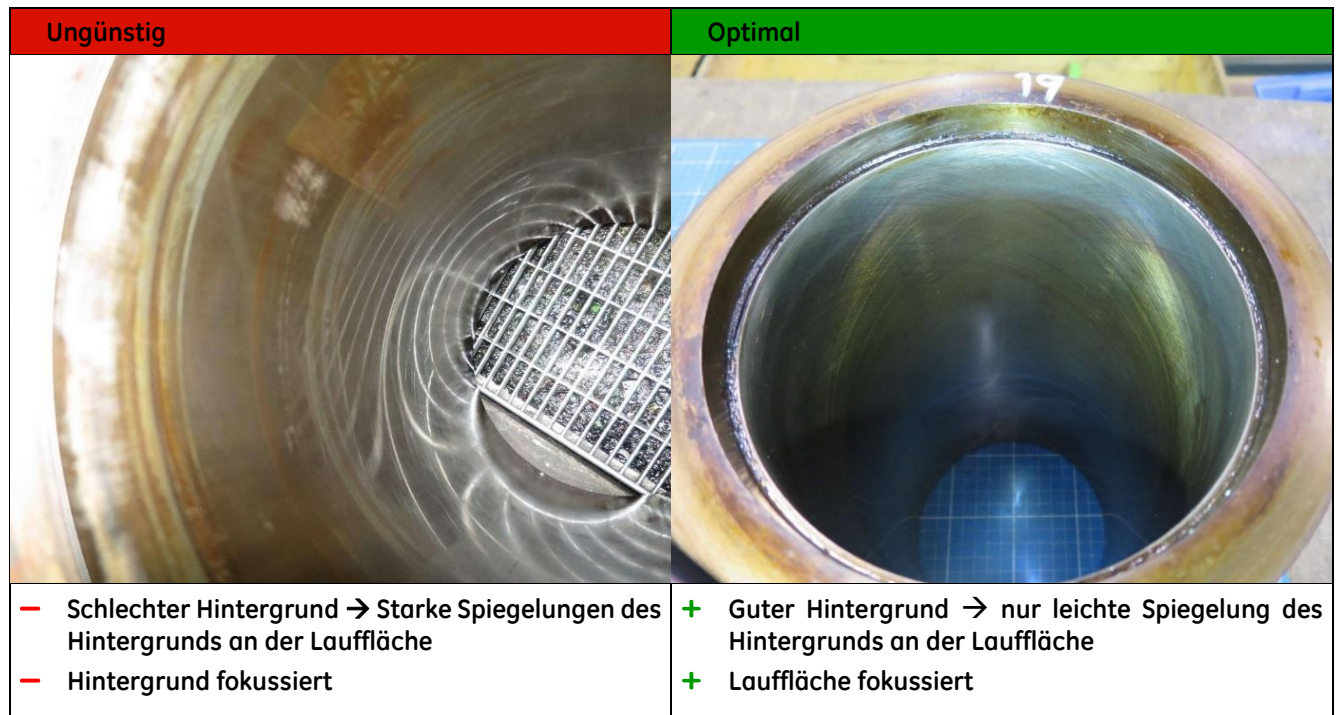 Ungünstig
Optimal
19
− Schlechter Hintergrund → Starke Spiegelungen des
Hintergrunds an der Lauffläche
− Hintergrund fokussiert
+ Guter Hintergrund → nur leichte Spiegelung des
Hintergrunds an der Lauffläche
+ Lauffläche fokussiert